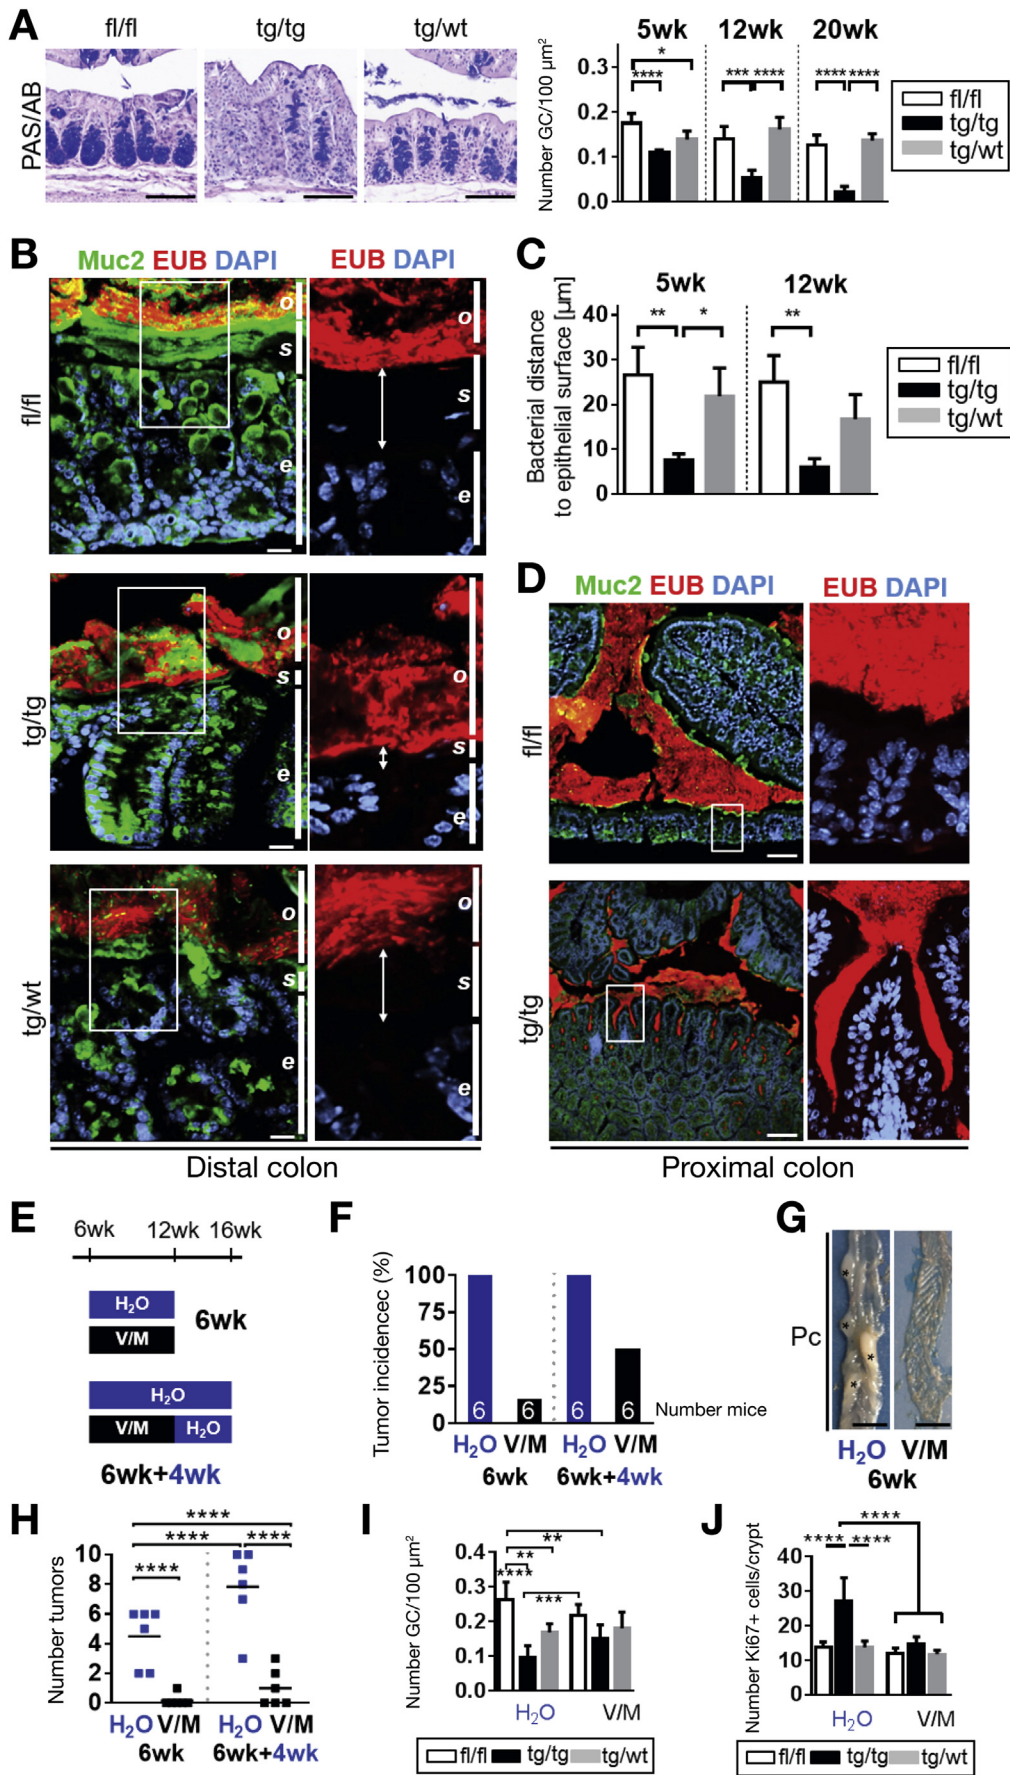 A
fl/fl
tg/tg
tg/wt
PAS/AB
Number GC/100 µm²
5wk
12wk
20wk
0.3
0.2
0.1
0.0
*
****
***
****
****
****
fl/fl
tg/tg
tg/wt
B
Muc2 EUB DAPI
EUB DAPI
fl/fl
o
s
e
o
s
e
tg/tg
o
s
e
o
s
e
tg/wt
o
s
e
o
s
e
Distal colon
C
5wk
12wk
Bacterial distance
to epithelial surface [µm]
40
30
20
10
0
**
*
**
fl/fl
tg/tg
tg/wt
D
Muc2 EUB DAPI
EUB DAPI
fl/fl
tg/tg
Proximal colon
E
6wk
12wk
16wk
H₂O
V/M
6wk
H₂O
V/M
H₂O
6wk+4wk
F
Tumor incidencec (%)
100
75
50
25
0
6
6
6
6
Number mice
H₂O V/M
H₂O V/M
6wk
6wk+4wk
G
Pc
*
*
*
*
H₂O
V/M
6wk
H
Number tumors
10
8
6
4
2
0
****
****
****
****
H₂O V/M
H₂O V/M
6wk
6wk+4wk
I
Number GC/100 µm²
0.4
0.3
0.2
0.1
0.0
**
**
****
***
H₂O
V/M
fl/fl
tg/tg
tg/wt
J
Number Ki67+ cells/crypt
40
30
20
10
0
****
****
****
H₂O
V/M
fl/fl
tg/tg
tg/wt